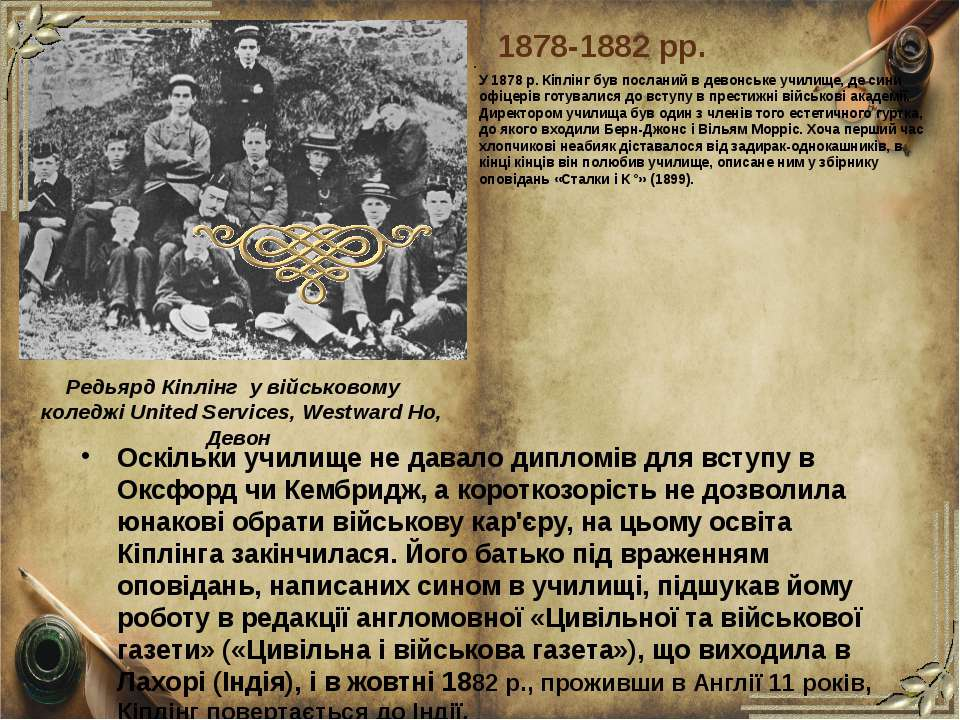 1878-1882 рр.
.
У 1878 р. Кіплінг був посланий в девонське училище, де сини
офіцерів готувалися до вступу в престижні військові академії.
Директором училища був один з членів того естетичного гуртка,
до якого входили Берн-Джонс і Вільям Морріс. Хоча перший час
хлопчикові неабияк діставалося від задирак-однокашників, в
кінці кінців він полюбив училище, описане ним у збірнику
оповідань «Сталки і К °» (1899).
Редьярд Кіплінг у військовому
коледжі United Services, Westward Ho,
Девон
• Оскільки училище не давало дипломів для вступу в
Оксфорд чи Кембридж, а короткозорість не дозволила
юнакові обрати військову кар'єру, на цьому освіта
Кіплінга закінчилася. Його батько під враженням
оповідань, написаних сином в училищі, підшукав йому
роботу в редакції англомовної «Цивільної та військової
газети» («Цивільна і військова газета»), що виходила в
Лахорі (Індія), і в жовтні 1882 р., проживши в Англії 11 років,
Кіплінг повертається до Індії.